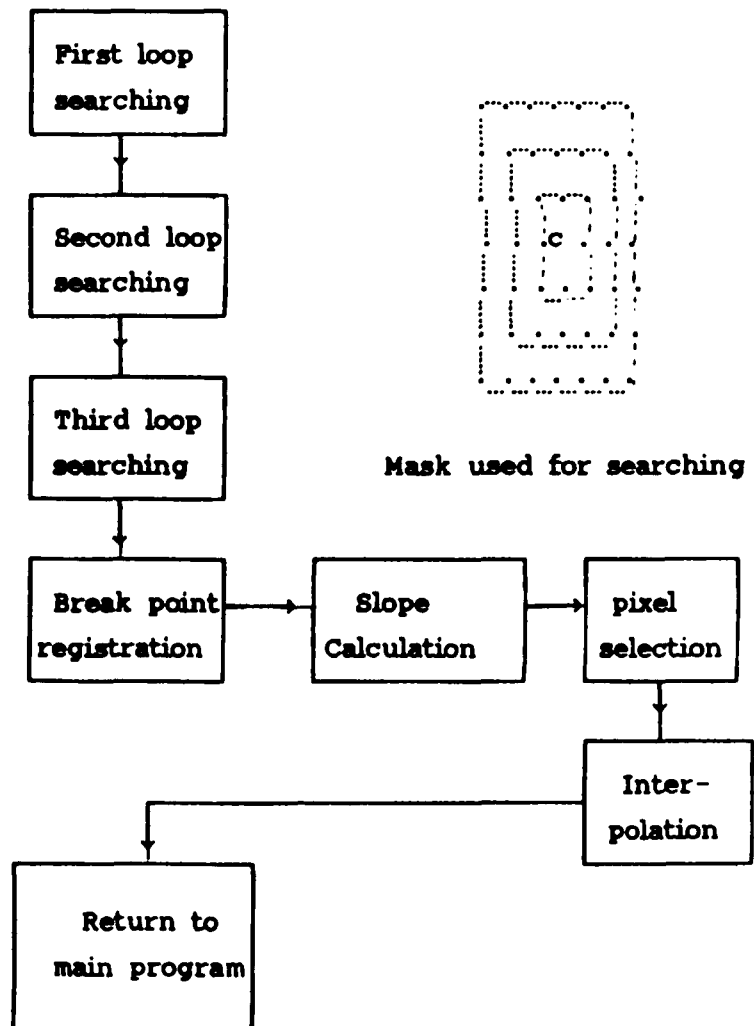 First loop
searching
Second loop
searching
C
Third loop
searching
Mask used for searching
Break point
registration
Slope
Calculation
pixel
selection
Inter-
polation
Return to
main program